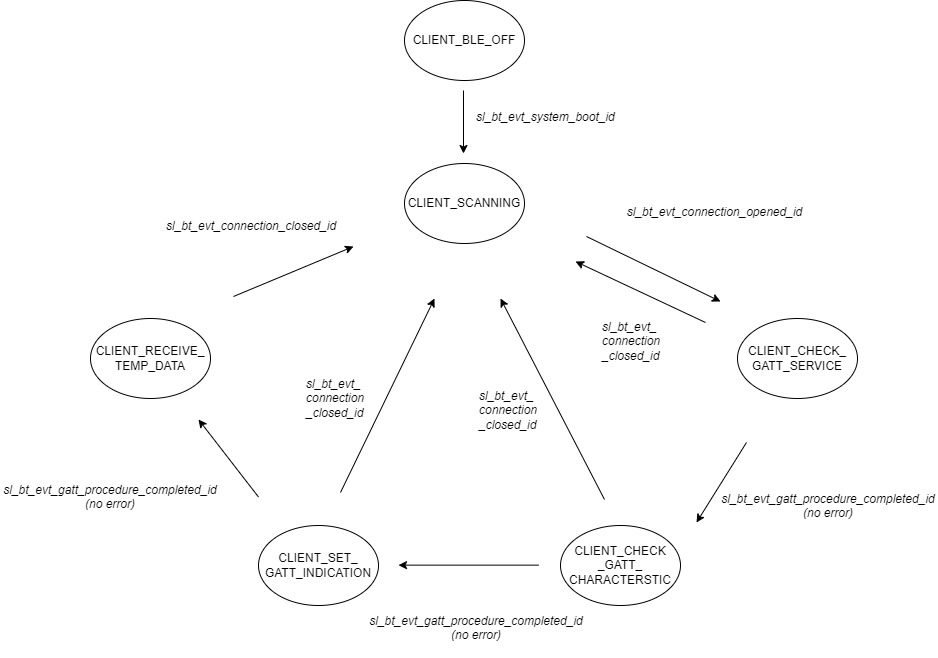 CLIENT_BLE_OFF
sl_bt_evt_system_boot_id
CLIENT_SCANNING
sl_bt_evt_connection_opened_id
sl_bt_evt_connection_closed_id
sl_bt_evt_
connection
_closed_id
CLIENT_RECEIVE_
TEMP_DATA
CLIENT_CHECK_
GATT_SERVICE
sl_bt_evt_
connection
_closed_id
sl_bt_evt_
connection
_closed_id
sl_bt_evt_gatt_procedure_completed_id
(no error)
sl_bt_evt_gatt_procedure_completed_id
(no error)
CLIENT_SET_
GATT_INDICATION
CLIENT_CHECK
_GATT_
CHARACTERSTIC
sl_bt_evt_gatt_procedure_completed_id
(no error)